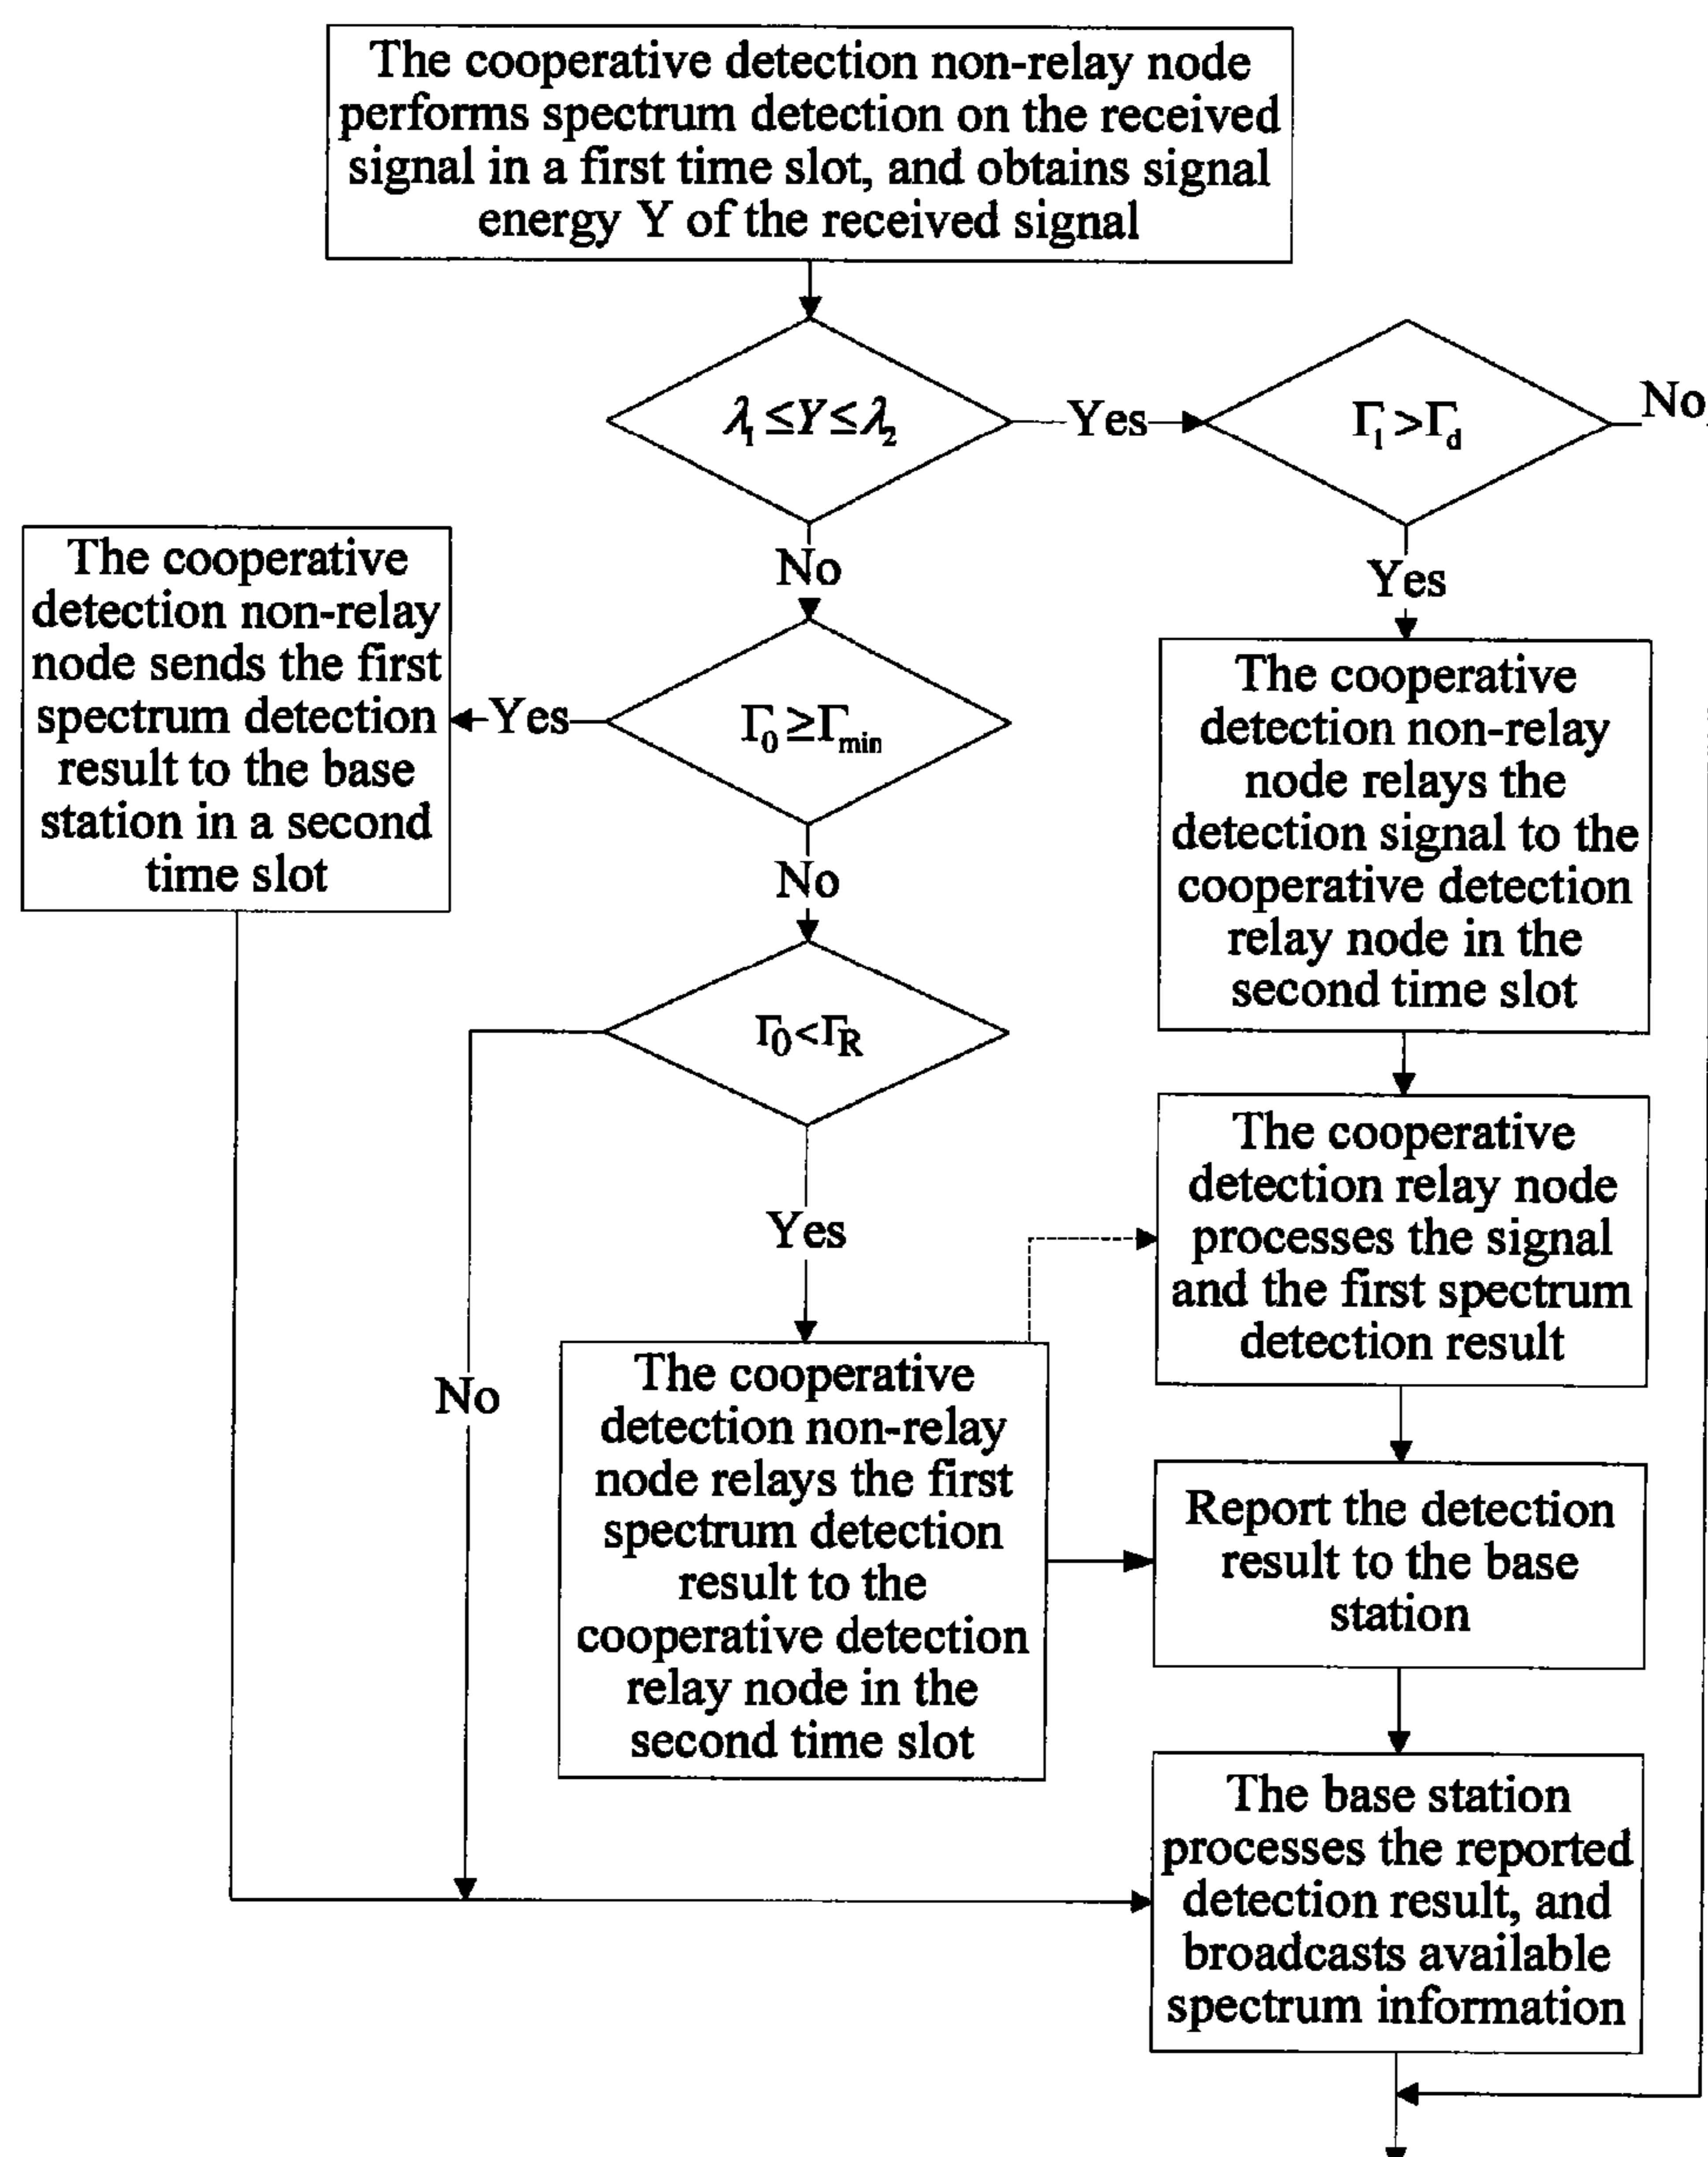 The cooperative detection non-relay node
performs spectrum detection on the received
signal in a first time slot, and obtains signal
energy Y of the received signal
λ₁ ≤Y ≤λ₂
Yes
Γ₁ >Γd
No
No
Yes
The cooperative
detection non-relay
node sends the first
spectrum detection
result to the base
station in a second
time slot
Yes
Γ₀ ≥Γmin
The cooperative
detection non-relay
node relays the
detection signal to the
cooperative detection
relay node in the
second time slot
No
Γ₀<ΓR
The cooperative
detection relay node
processes the signal
and the first spectrum
detection result
Yes
No
The cooperative
detection non-relay
node relays the first
spectrum detection
result to the
cooperative detection
relay node in the
second time slot
Report the detection
result to the base
station
The base station
processes the reported
detection result, and
broadcasts available
spectrum information